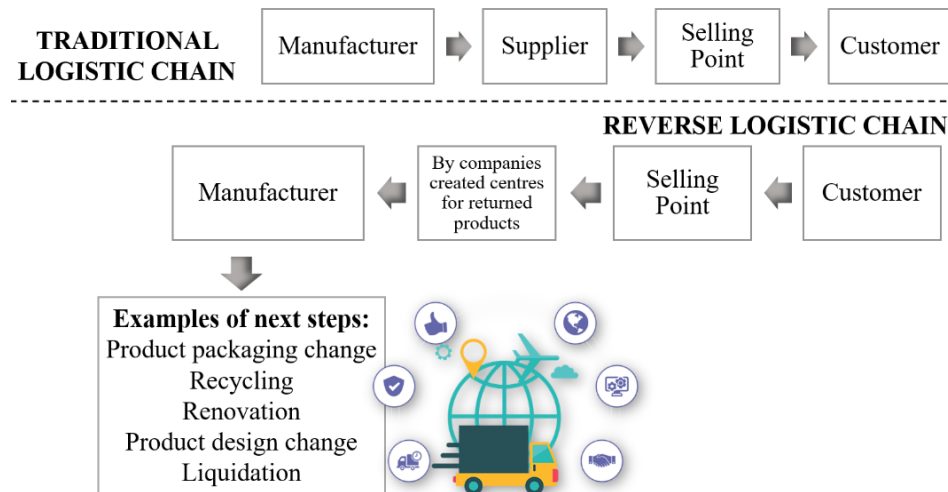 TRADITIONAL
LOGISTIC CHAIN
Manufacturer
Supplier
Selling
Point
Customer
REVERSE LOGISTIC CHAIN
Manufacturer
By companies
created centres
for returned
products
Selling
Point
Customer
Examples of next steps:
Product packaging change
Recycling
Renovation
Product design change
Liquidation